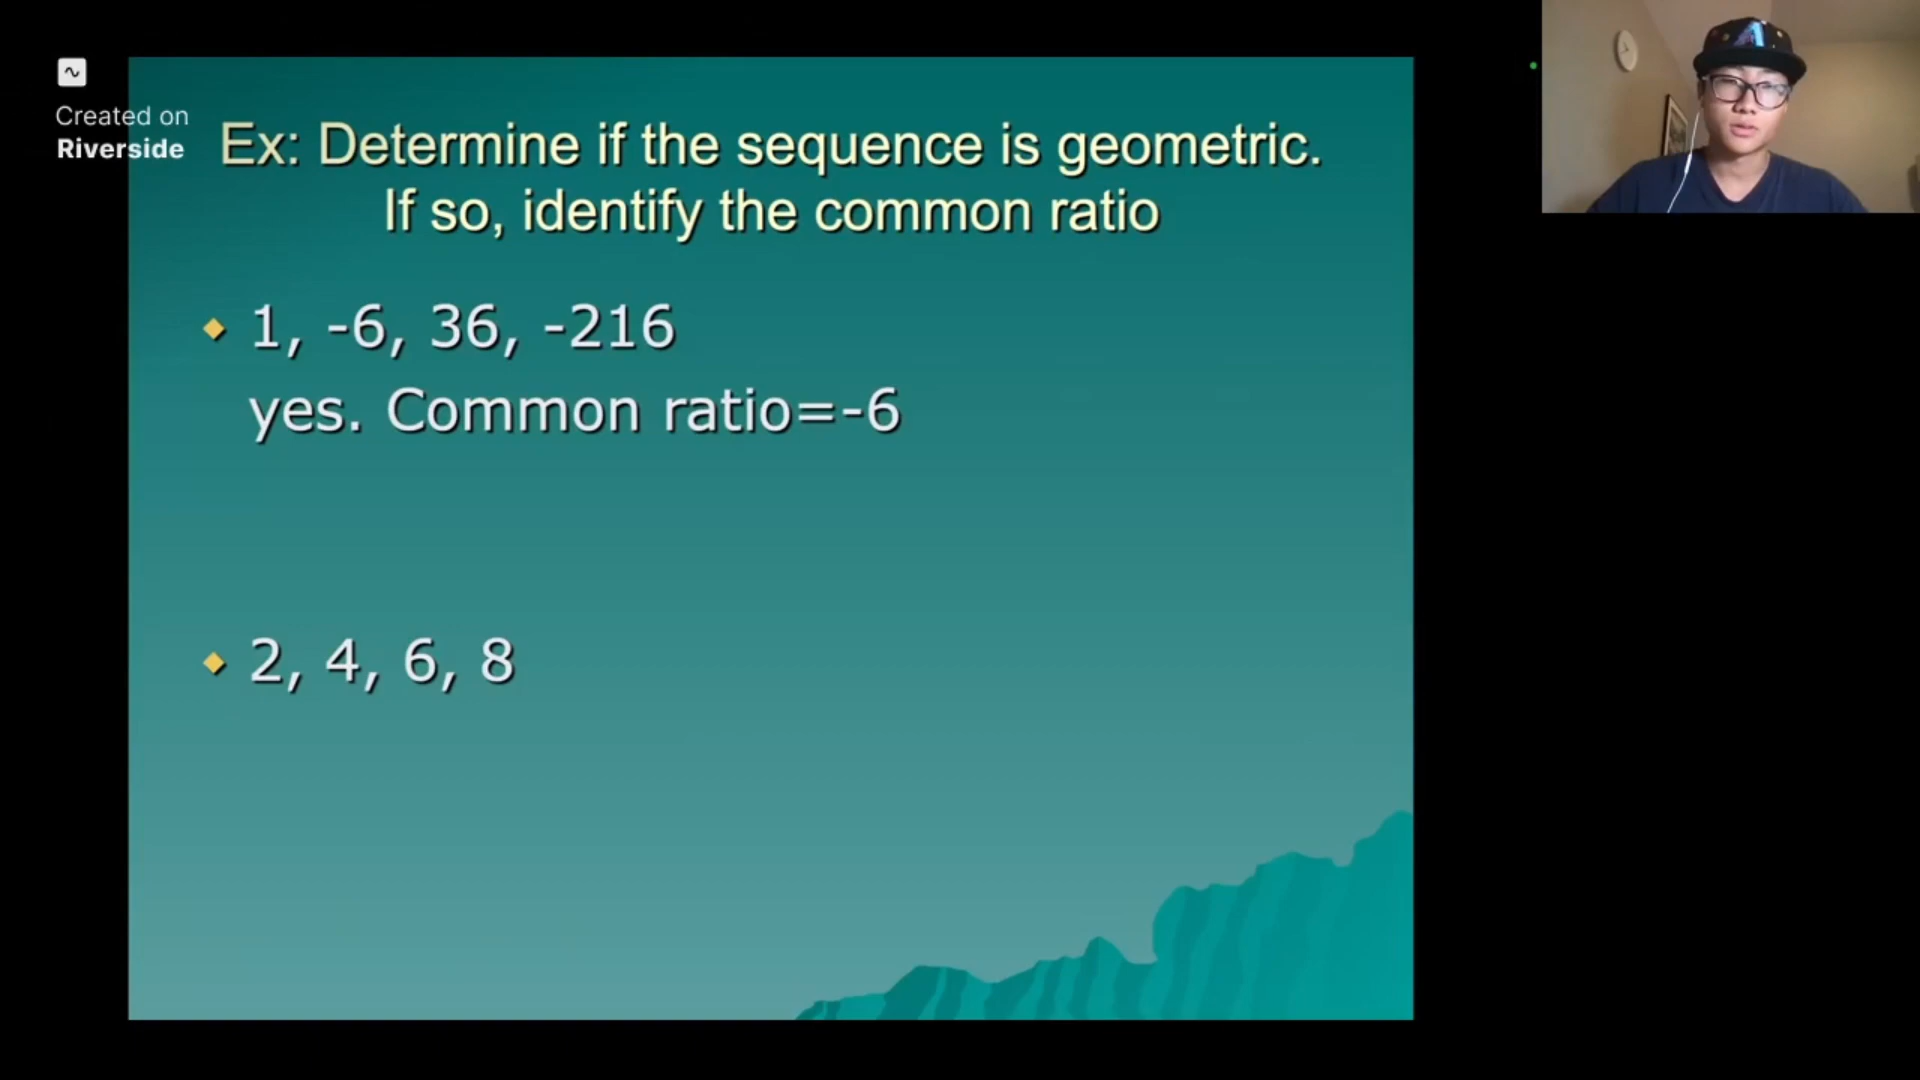 Created on
Riverside
Ex: Determine if the sequence is geometric.
If so, identify the common ratio
1, -6, 36, -216
yes. Common ratio=-6
2, 4, 6, 8